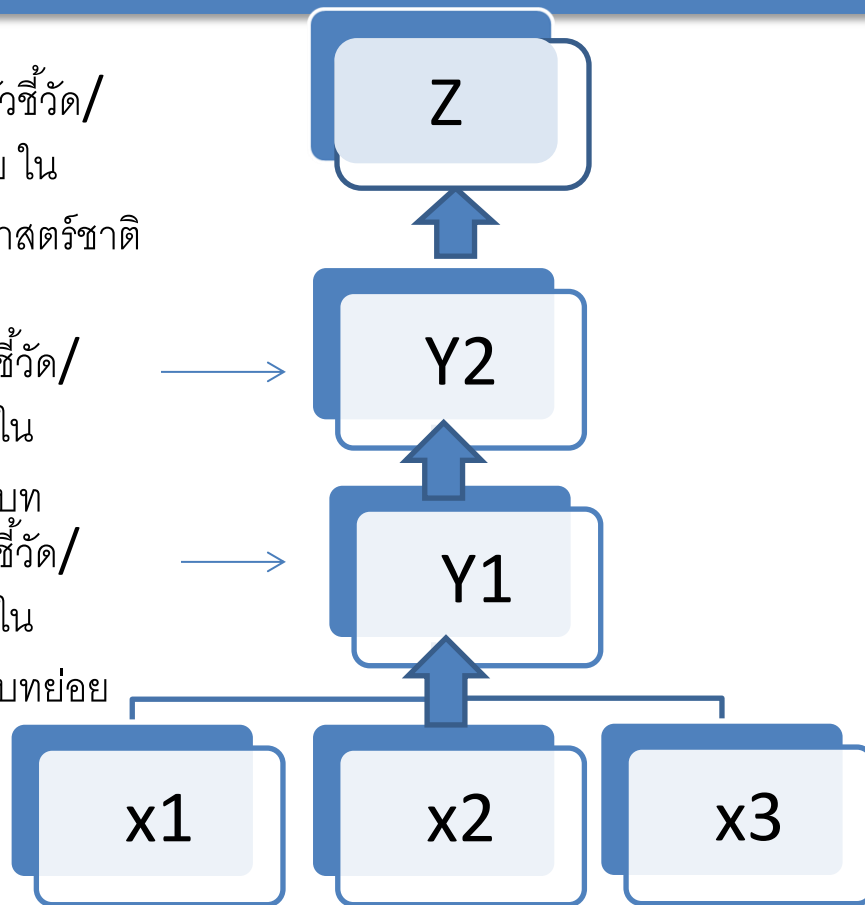 Z
วชี้วัด/
ใน
าสตร์ชาติ
Y2
ชี้วัด/
ใน
บท
Y1
ชี้วัด/
ใน
บทย่อย
x1 x2 x3